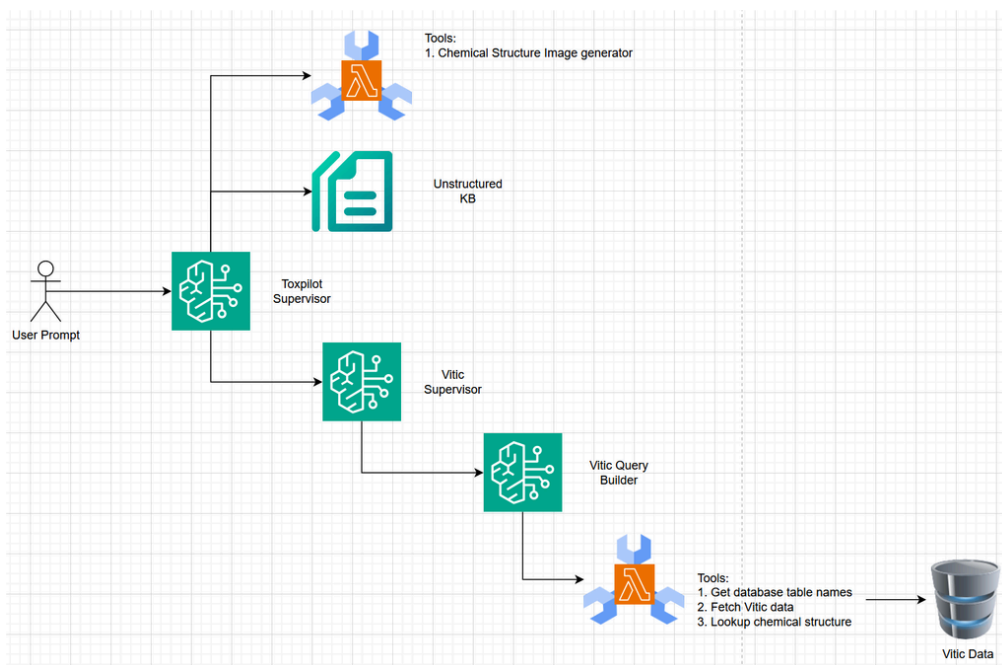 Tools:
1. Chemical Structure Image generator
Unstructured
KB
Toxpilot
Supervisor
User Prompt
Vitic
Supervisor
Vitic Query
Builder
Tools:
1. Get database table names
2. Fetch Vitic data
3. Lookup chemical structure
Vitic Data